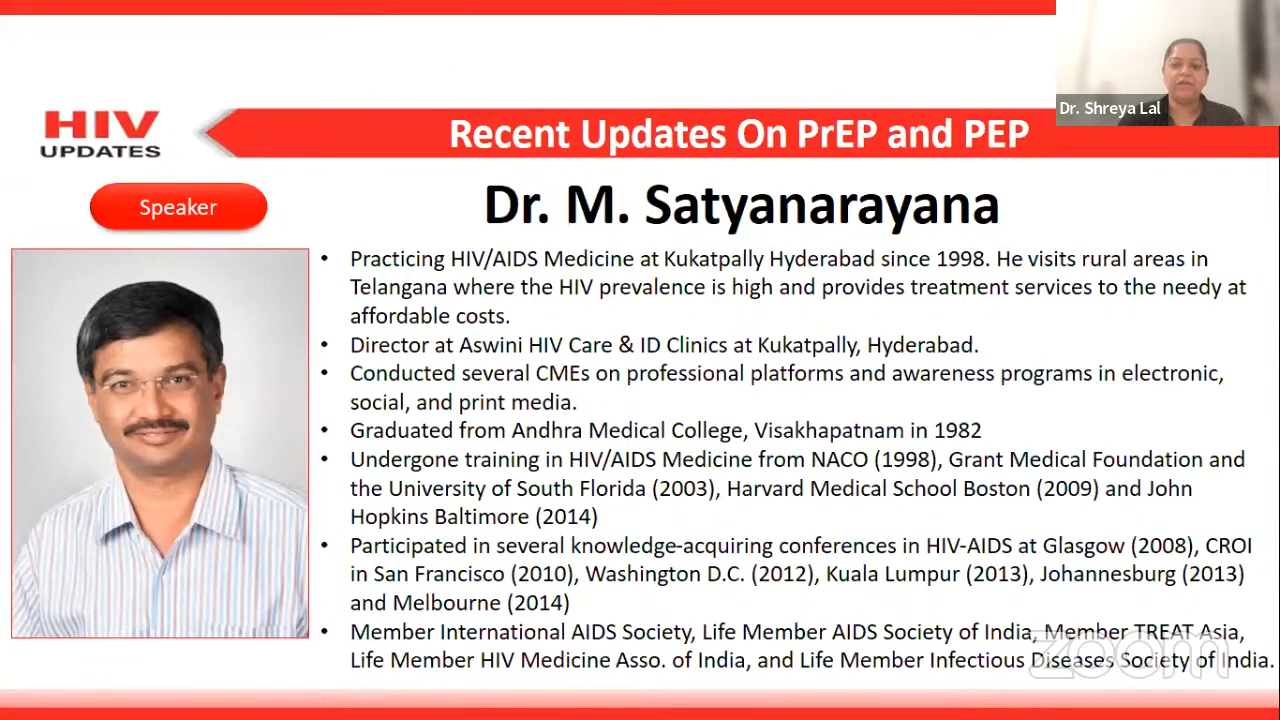 Dr. Shreya Lal
HIV
UPDATES
Recent Updates On PrEP and PEP
Speaker
Dr. M. Satyanarayana
• Practicing HIV/AIDS Medicine at Kukatpally Hyderabad since 1998. He visits rural areas in
Telangana where the HIV prevalence is high and provides treatment services to the needy at
affordable costs.
• Director at Aswini HIV Care & ID Clinics at Kukatpally, Hyderabad.
• Conducted several CMEs on professional platforms and awareness programs in electronic,
social, and print media.
• Graduated from Andhra Medical College, Visakhapatnam in 1982
• Undergone training in HIV/AIDS Medicine from NACO (1998), Grant Medical Foundation and
the University of South Florida (2003), Harvard Medical School Boston (2009) and John
Hopkins Baltimore (2014)
• Participated in several knowledge-acquiring conferences in HIV-AIDS at Glasgow (2008), CROI
in San Francisco (2010), Washington D.C. (2012), Kuala Lumpur (2013), Johannesburg (2013)
and Melbourne (2014)
• Member International AIDS Society, Life Member AIDS Society of India, Member TREAT Asia,
Life Member HIV Medicine Asso. of India, and Life Member Infectious Diseases Society of India.
zoom